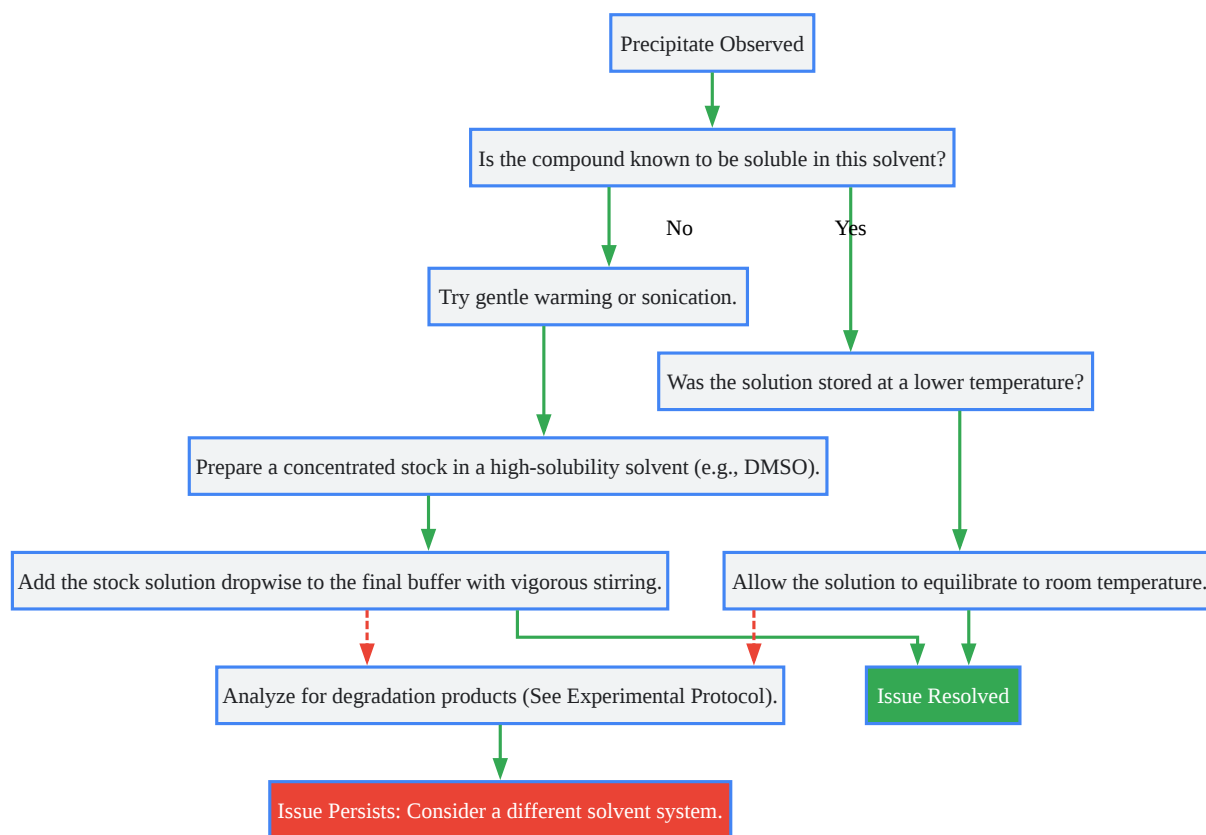 Precipitate Observed
Is the compound known to be soluble in this solvent?
No
Yes
Try gentle warming or sonication.
Was the solution stored at a lower temperature?
Prepare a concentrated stock in a high-solubility solvent (e.g., DMSO).
Add the stock solution dropwise to the final buffer with vigorous stirring.
Allow the solution to equilibrate to room temperature.
Analyze for degradation products (See Experimental Protocol).
Issue Resolved
Issue Persists: Consider a different solvent system.